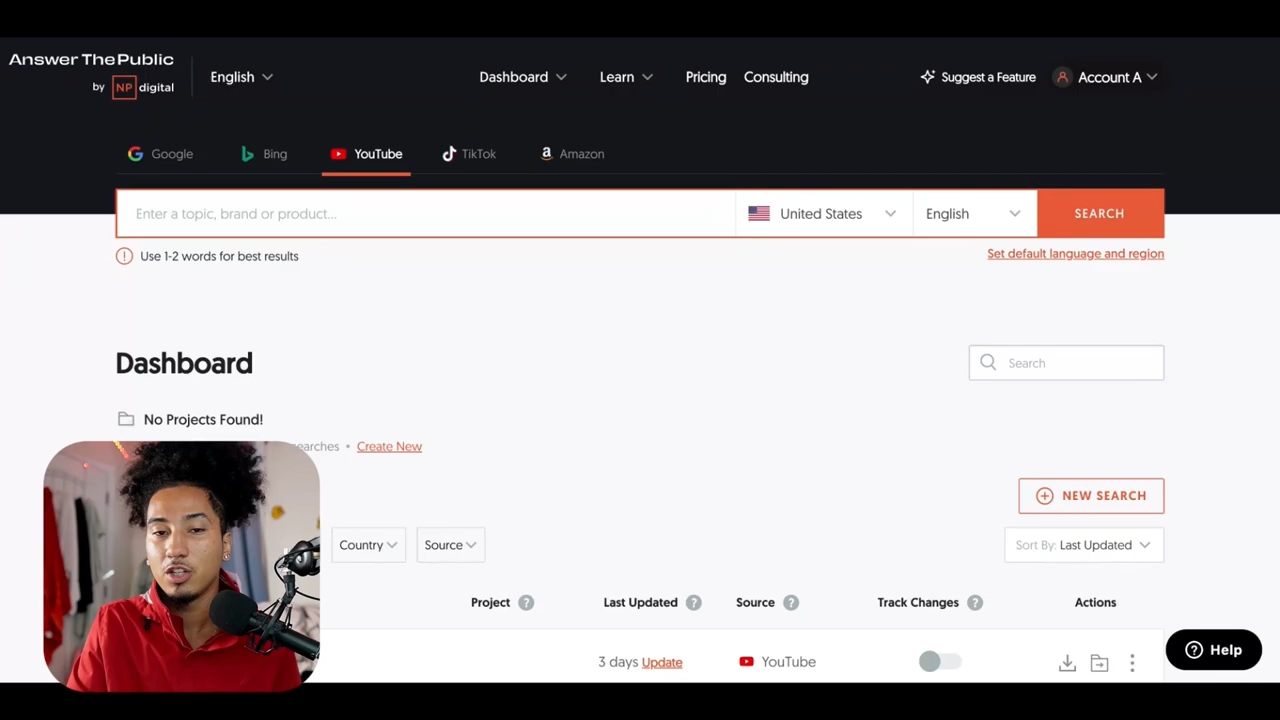 Answer The Public
by NP digital
English
Dashboard
Learn
Pricing
Consulting
Suggest a Feature
Account A
Google
Bing
YouTube
TikTok
Amazon
Enter a topic, brand or product...
United States
English
SEARCH
Use 1-2 words for best results
Set default language and region
Dashboard
Search
No Projects Found!
• Create New
NEW SEARCH
Country
Source
Sort By: Last Updated
Project ?
Last Updated ?
Source ?
Track Changes ?
Actions
3 days Update
YouTube
? Help